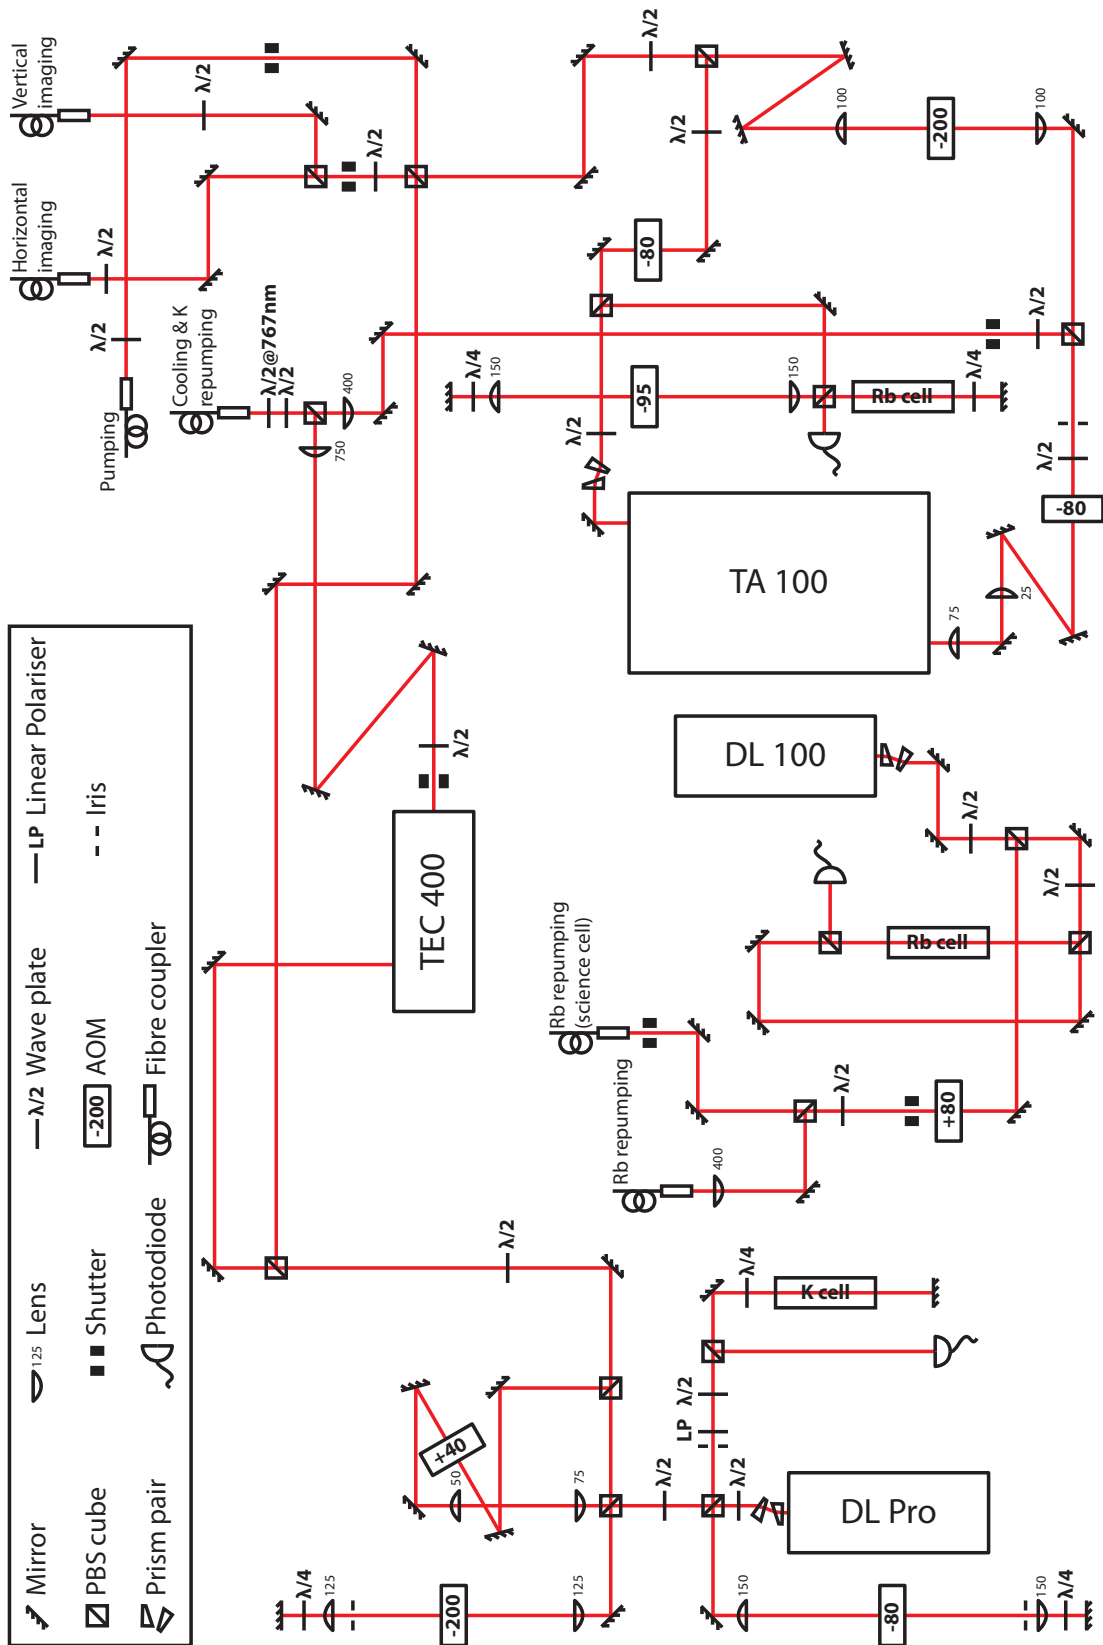 Mirror
125 Lens
λ/2 Wave plate
LP Linear Polariser
PBS cube
Shutter
-200 AOM
Iris
Prism pair
Photodiode
Fibre coupler
Vertical
imaging
Horizontal
imaging
Pumping
Cooling & K
repumping
λ/2@767nm
λ/2
400
750
λ/2
λ/2
λ/2
λ/2
λ/2
λ/2
100
-200
100
-80
λ/4
150
-95
150
Rb cell
λ/4
λ/2
λ/2
λ/2
-80
TA 100
75
25
TEC 400
λ/2
DL 100
λ/2
λ/2
Rb cell
Rb repumping
(science cell)
Rb repumping
400
λ/2
+80
λ/2
λ/4
K cell
LP
λ/2
+40
50
75
λ/2
λ/2
DL Pro
λ/4
125
-200
125
150
-80
150
λ/4